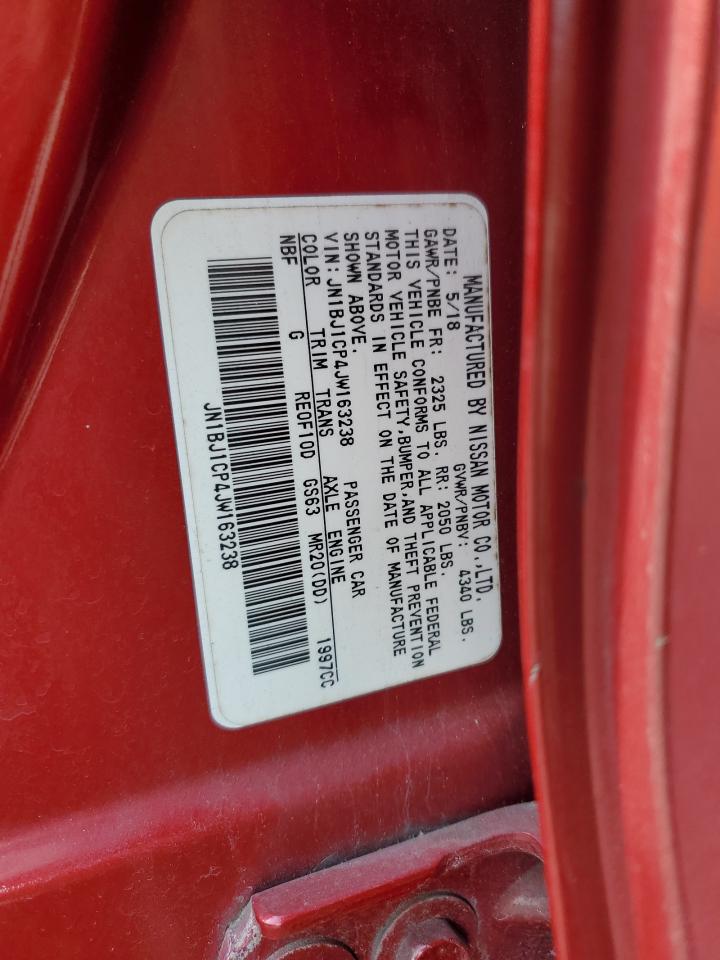 MANUFACTURED BY NISSAN MOTOR CO.,LTD.
DATE: 5/18 GVWR/PNBV: 4340 LBS.
GAWR/PNBE FR: 2325 LBS. RR: 2050 LBS.
THIS VEHICLE CONFORMS TO ALL APPLICABLE FEDERAL
MOTOR VEHICLE SAFETY,BUMPER,AND THEFT PREVENTION
STANDARDS IN EFFECT ON THE DATE OF MANUFACTURE
SHOWN ABOVE.
VIN:JN1BJ1CP4JW163238 PASSENGER CAR
COLOR TRIM TRANS AXLE ENGINE
NBF G RE0F10D GS63 MR20(DD) 1997CC
JN1BJ1CP4JW163238